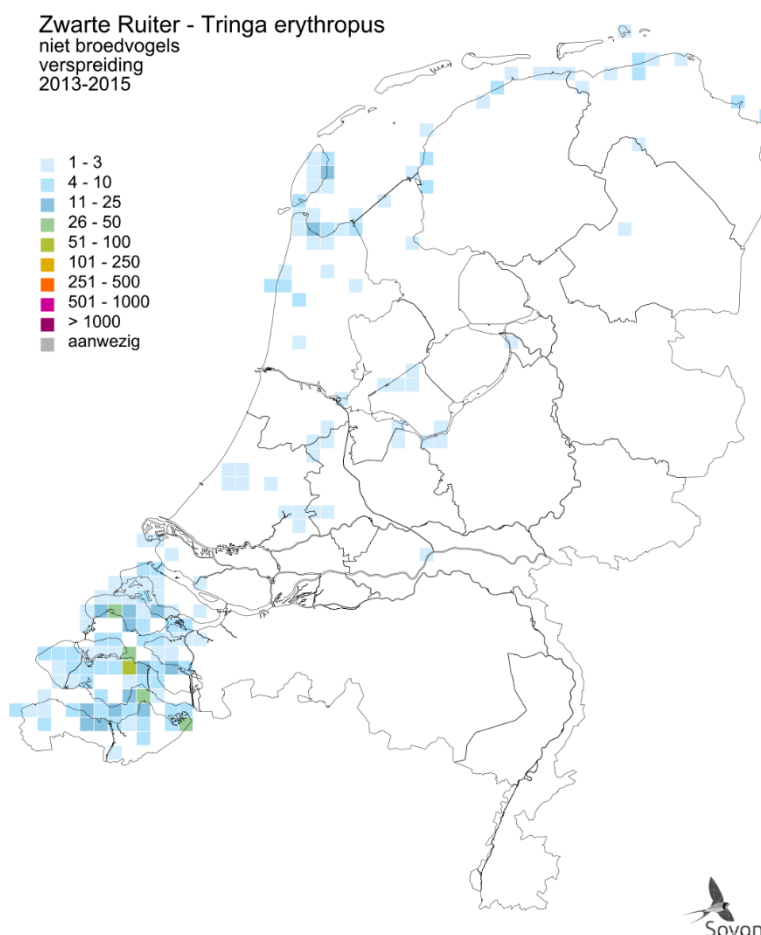 Zwarte Ruiter - Tringa erythropus
niet broedvogels
verspreiding
2013-2015
1 - 3
4 - 10
11 - 25
26 - 50
51 - 100
101 - 250
251 - 500
501 - 1000
> 1000
aanwezig
Sovon